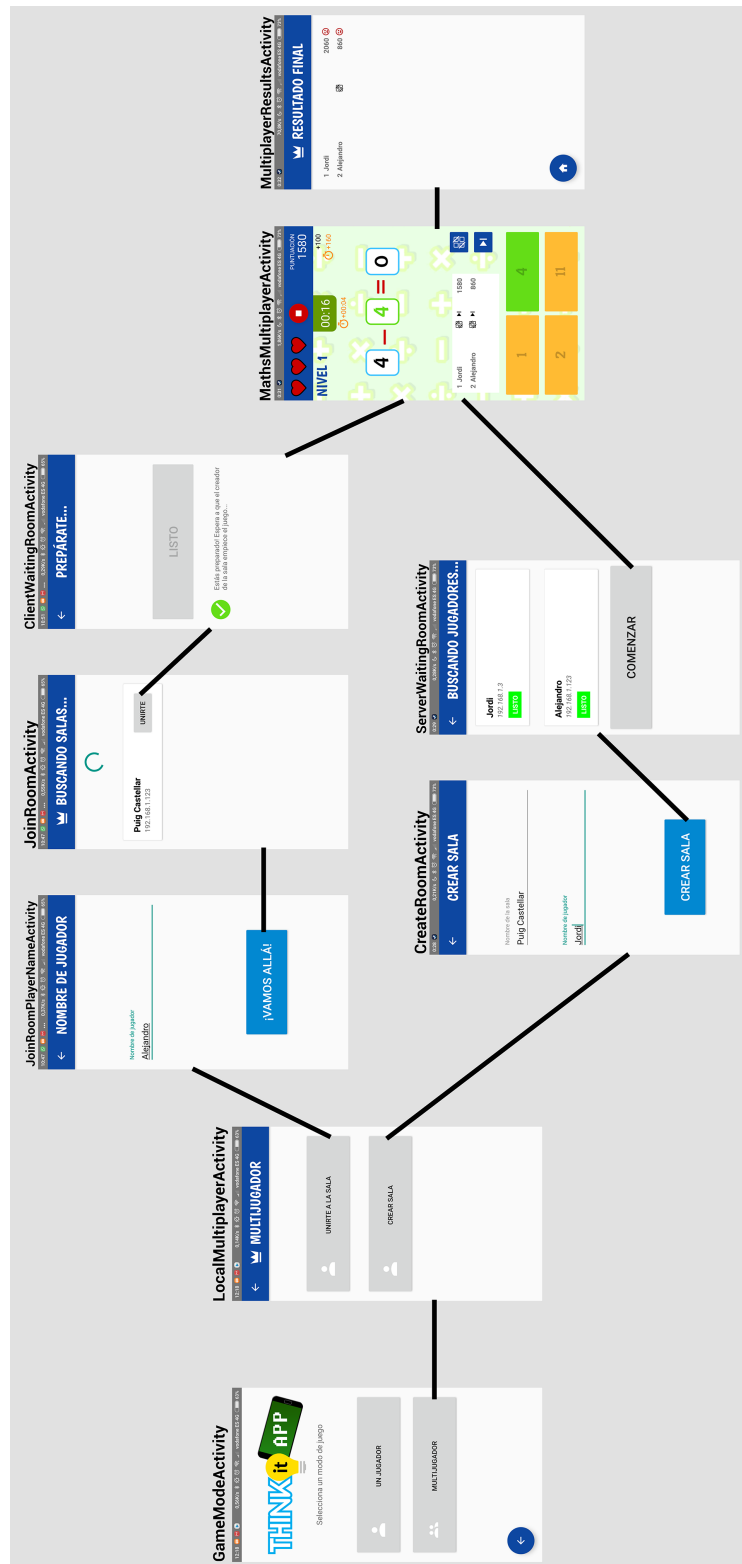 GameModeActivity
THINK it APP
Selecciona un modo de juego
UN JUGADOR
MULTIJUGADOR
LocalMultiplayerActivity
MULTIJUGADOR
UNIRTE A LA SALA
CREAR SALA
JoinRoomPlayerNameActivity
NOMBRE DE JUGADOR
Nombre de jugador
Alejandro
¡VAMOS ALLÁ!
JoinRoomActivity
BUSCANDO SALAS...
Puig Castellar
192.168.1.123
UNIRTE
ClientWaitingRoomActivity
PREPÁRATE...
LISTO
Estás preparado! Espera a que el creador
de la sala empiece el juego...
CreateRoomActivity
CREAR SALA
Nombre de la sala
Puig Castellar
Nombre de jugador
Jordi
CREAR SALA
ServerWaitingRoomActivity
BUSCANDO JUGADORES...
Jordi
192.168.1.3
LISTO
Alejandro
192.168.1.123
LISTO
COMENZAR
MathsMultiplayerActivity
PUNTUACIÓN
1580
NIVEL 1
00:16
+100
+00:04
+160
4 − 4 = 0
1 Jordi 1580
2 Alejandro 860
1
4
2
11
MultiplayerResultsActivity
RESULTADO FINAL
1 Jordi 2060
2 Alejandro 860